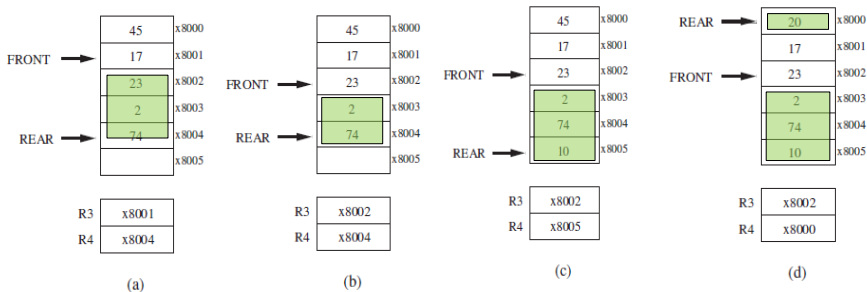 45 x8000
FRONT 17 x8001
23 x8002
2 x8003
REAR 74 x8004
x8005
R3 x8001
R4 x8004
(a)
45 x8000
17 x8001
FRONT 23 x8002
2 x8003
REAR 74 x8004
x8005
R3 x8002
R4 x8004
(b)
45 x8000
17 x8001
FRONT 23 x8002
2 x8003
74 x8004
REAR 10 x8005
R3 x8002
R4 x8005
(c)
REAR 20 x8000
17 x8001
FRONT 23 x8002
2 x8003
74 x8004
10 x8005
R3 x8002
R4 x8000
(d)